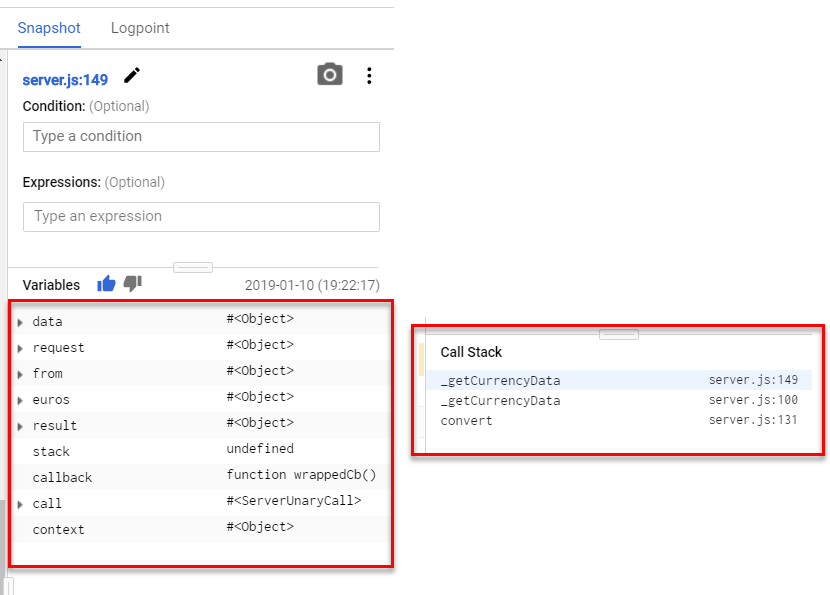 Snapshot Logpoint
server.js:149
Condition: (Optional)
Type a condition
Expressions: (Optional)
Type an expression
Variables 2019-01-10 (19:22:17)
data #<Object>
request #<Object>
from #<Object>
euros #<Object>
result #<Object>
stack undefined
callback function wrappedCb()
call #<ServerUnaryCall>
context #<Object>
Call Stack
_getCurrencyData server.js:149
_getCurrencyData server.js:100
convert server.js:131